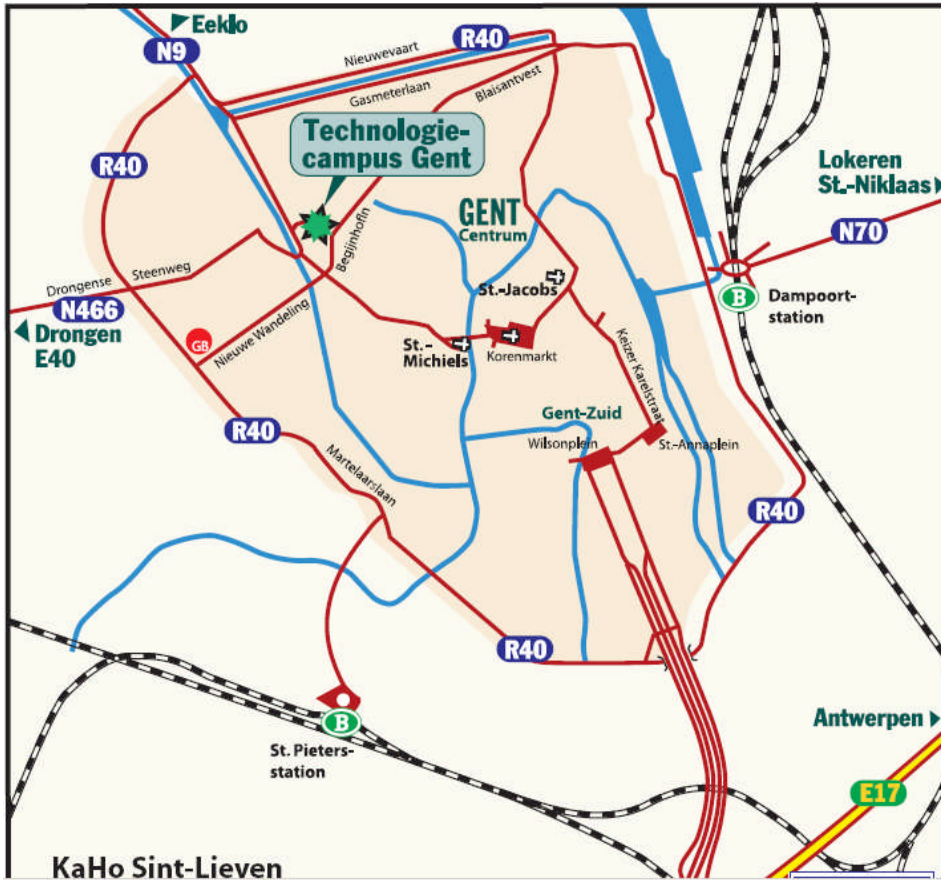 Eeklo
N9
R40
Nieuwevaart
Gasmeterlaan
Blaisantvest
Technologie-
campus Gent
R40
Lokeren
St.-Niklaas
GENT
Centrum
N70
Begijnhofln
Drongense Steenweg
N466
Drongen
E40
St.-Jacobs
B
Dampoort-
station
GB
Nieuwe Wandeling
St.-
Michiels
Korenmarkt
Keizer Karelstraat
R40
Gent-Zuid
Wilsonplein
St.-Annaplein
Martelaarslaan
R40
R40
B
St. Pieters-
station
Antwerpen
E17
KaHo Sint-Lieven